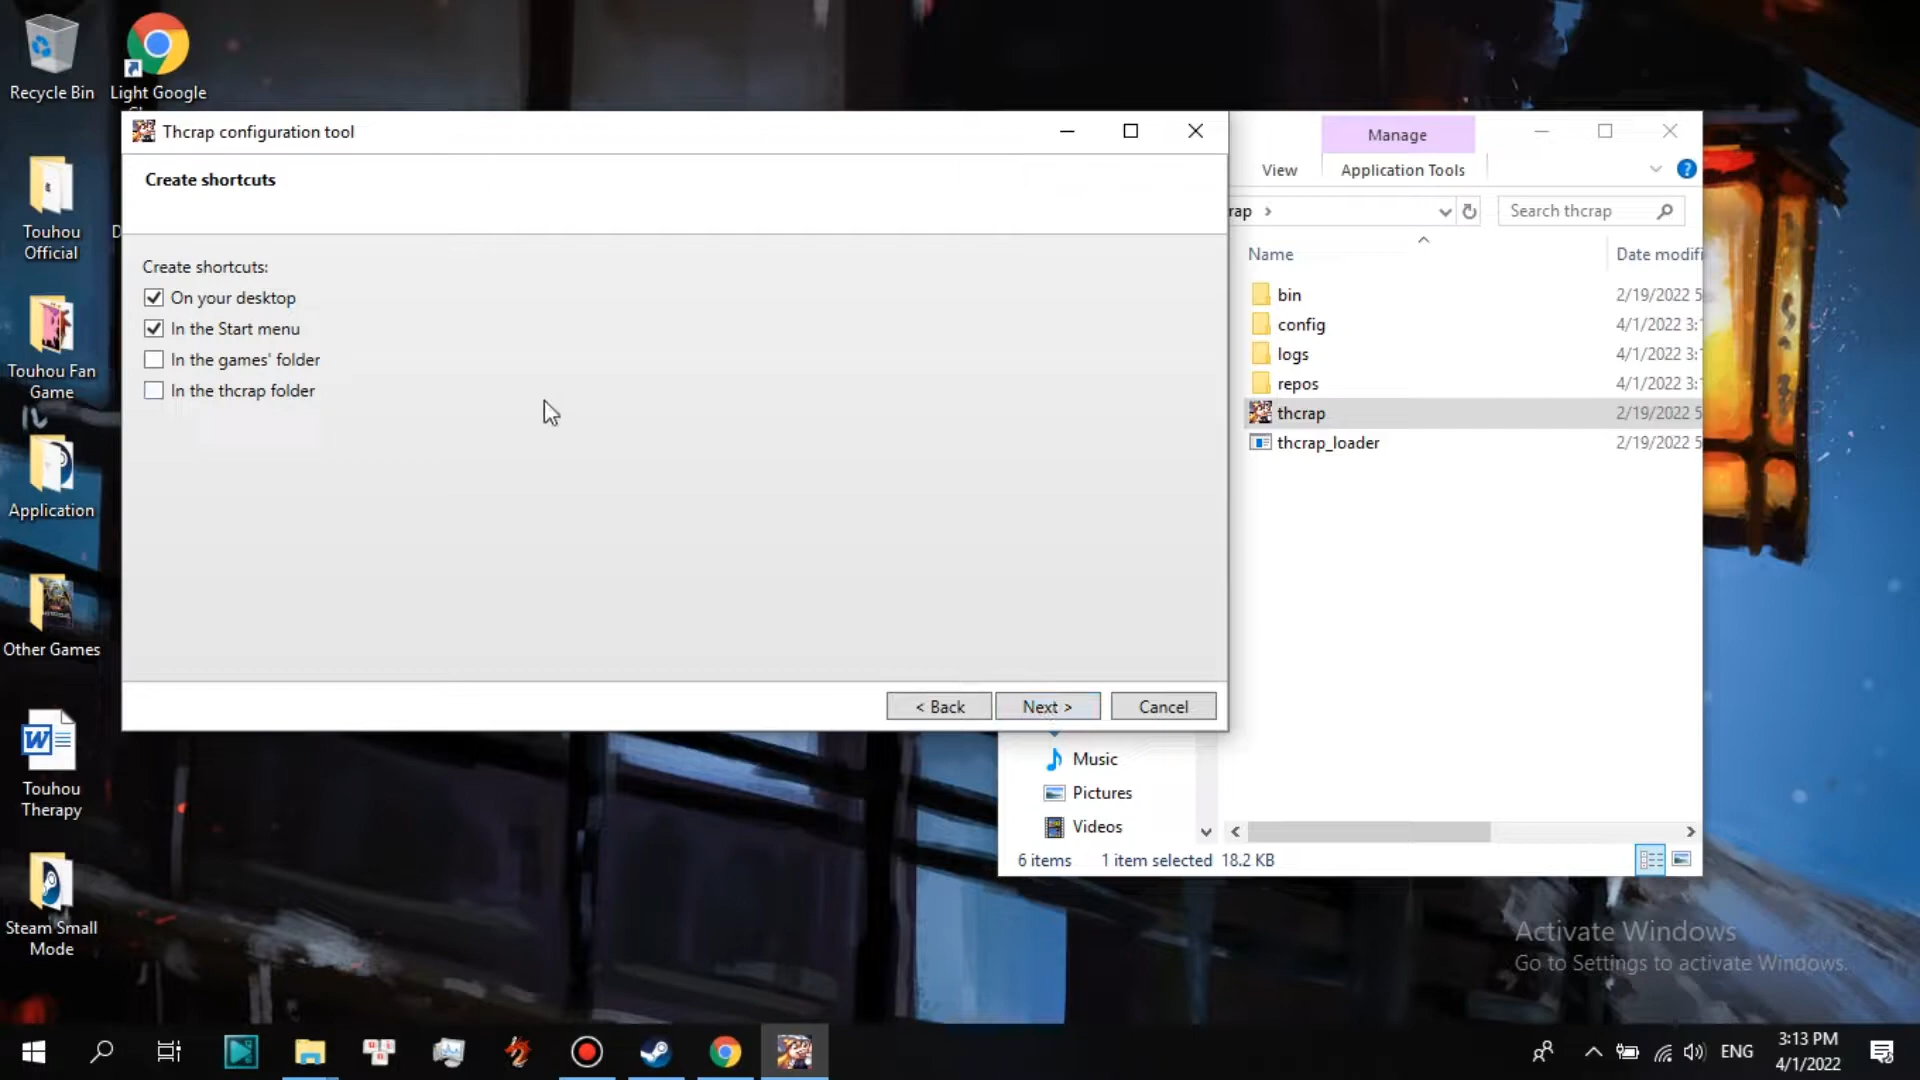 Recycle Bin
Light Google
Touhou
Official
Touhou Fan
Game
Application
Other Games
Touhou
Therapy
Steam Small
Mode
Thcrap configuration tool
Create shortcuts
Create shortcuts:
On your desktop
In the Start menu
In the games' folder
In the thcrap folder
< Back
Next >
Cancel
Manage
View
Application Tools
rap
Search thcrap
Name
Date modifi
bin
2/19/2022 5
config
4/1/2022 3:1
logs
4/1/2022 3:1
repos
4/1/2022 3:1
thcrap
2/19/2022 5
thcrap_loader
2/19/2022 5
Music
Pictures
Videos
6 items
1 item selected 18.2 KB
Activate Windows
Go to Settings to activate Windows.
ENG
3:13 PM
4/1/2022